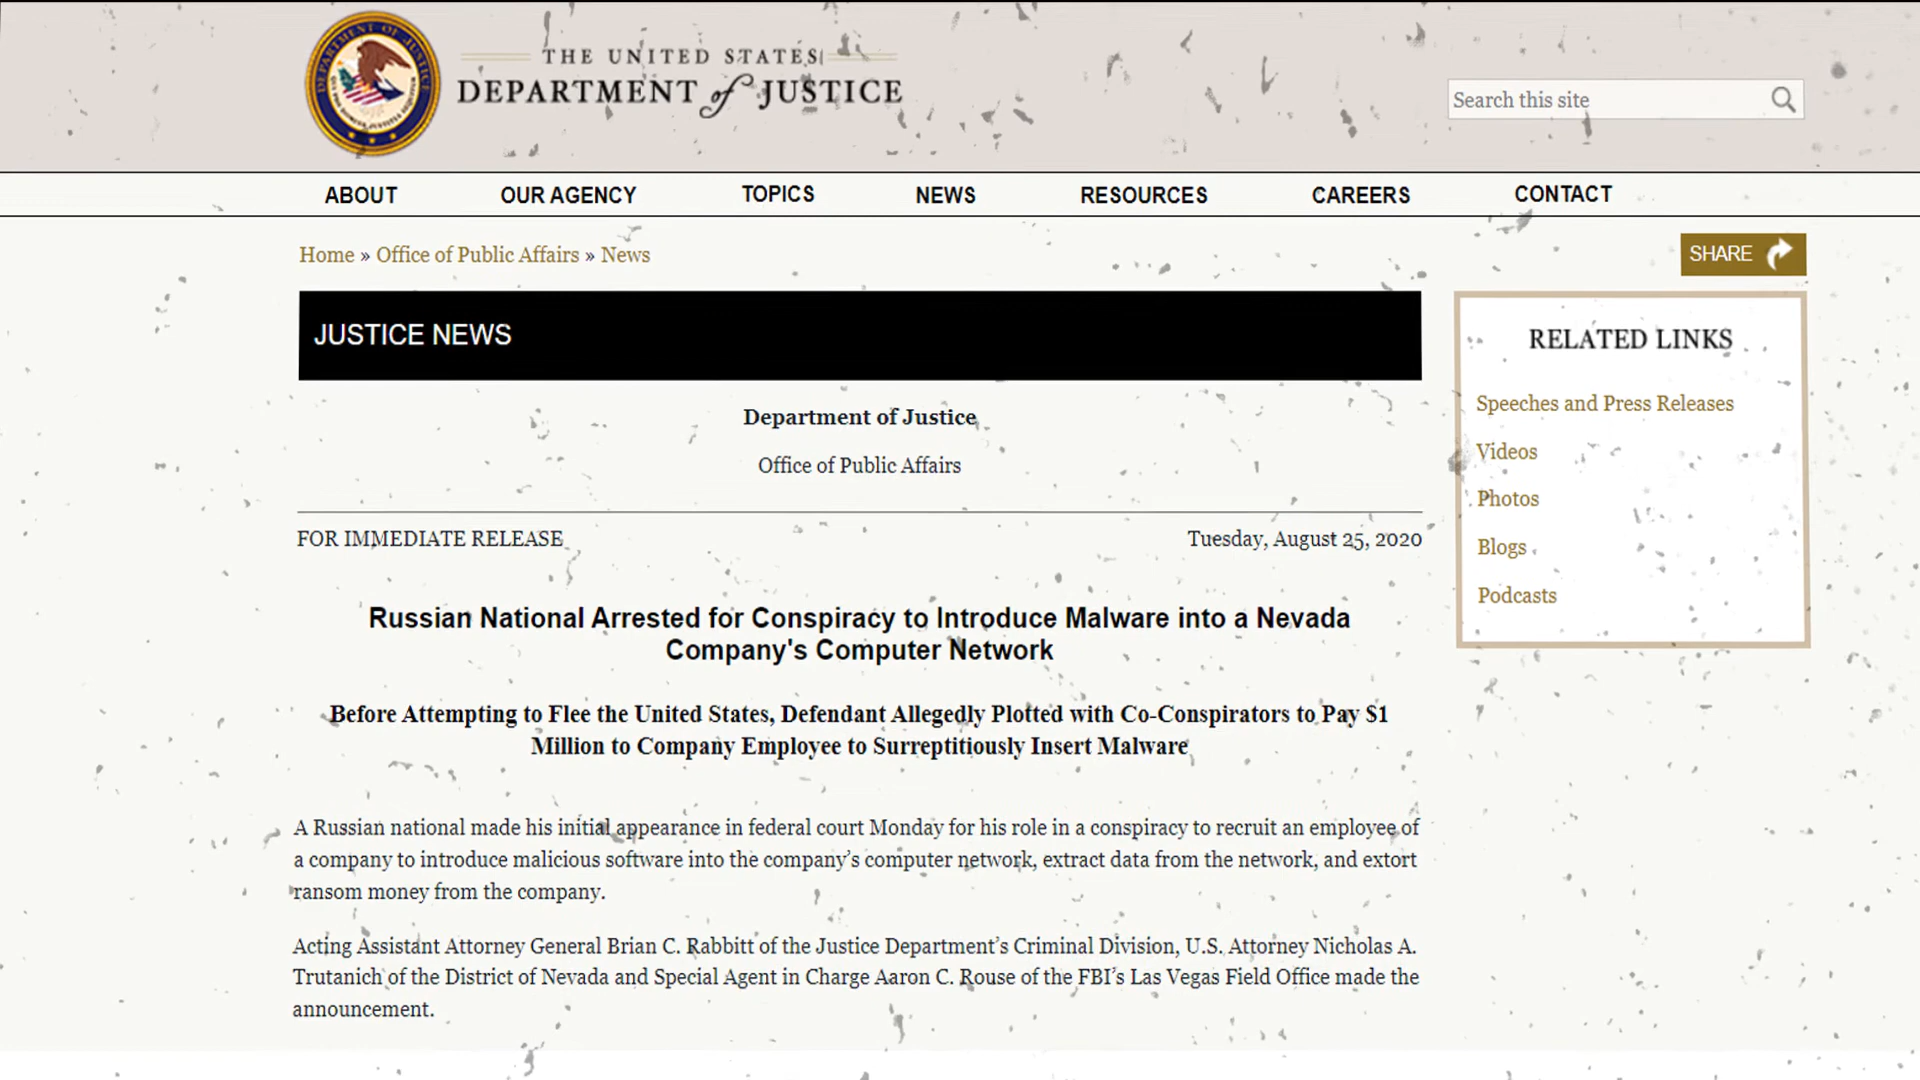 THE UNITED STATES
DEPARTMENT of JUSTICE
Search this site
ABOUT OUR AGENCY TOPICS NEWS RESOURCES CAREERS CONTACT
Home » Office of Public Affairs » News
SHARE
JUSTICE NEWS
Department of Justice
Office of Public Affairs
FOR IMMEDIATE RELEASE
Tuesday, August 25, 2020
Russian National Arrested for Conspiracy to Introduce Malware into a Nevada
Company's Computer Network
Before Attempting to Flee the United States, Defendant Allegedly Plotted with Co-Conspirators to Pay $1
Million to Company Employee to Surreptitiously Insert Malware
A Russian national made his initial appearance in federal court Monday for his role in a conspiracy to recruit an employee of
a company to introduce malicious software into the company’s computer network, extract data from the network, and extort
ransom money from the company.
Acting Assistant Attorney General Brian C. Rabbitt of the Justice Department’s Criminal Division, U.S. Attorney Nicholas A.
Trutanich of the District of Nevada and Special Agent in Charge Aaron C. Rouse of the FBI’s Las Vegas Field Office made the
announcement.
RELATED LINKS
Speeches and Press Releases
Videos
Photos
Blogs
Podcasts